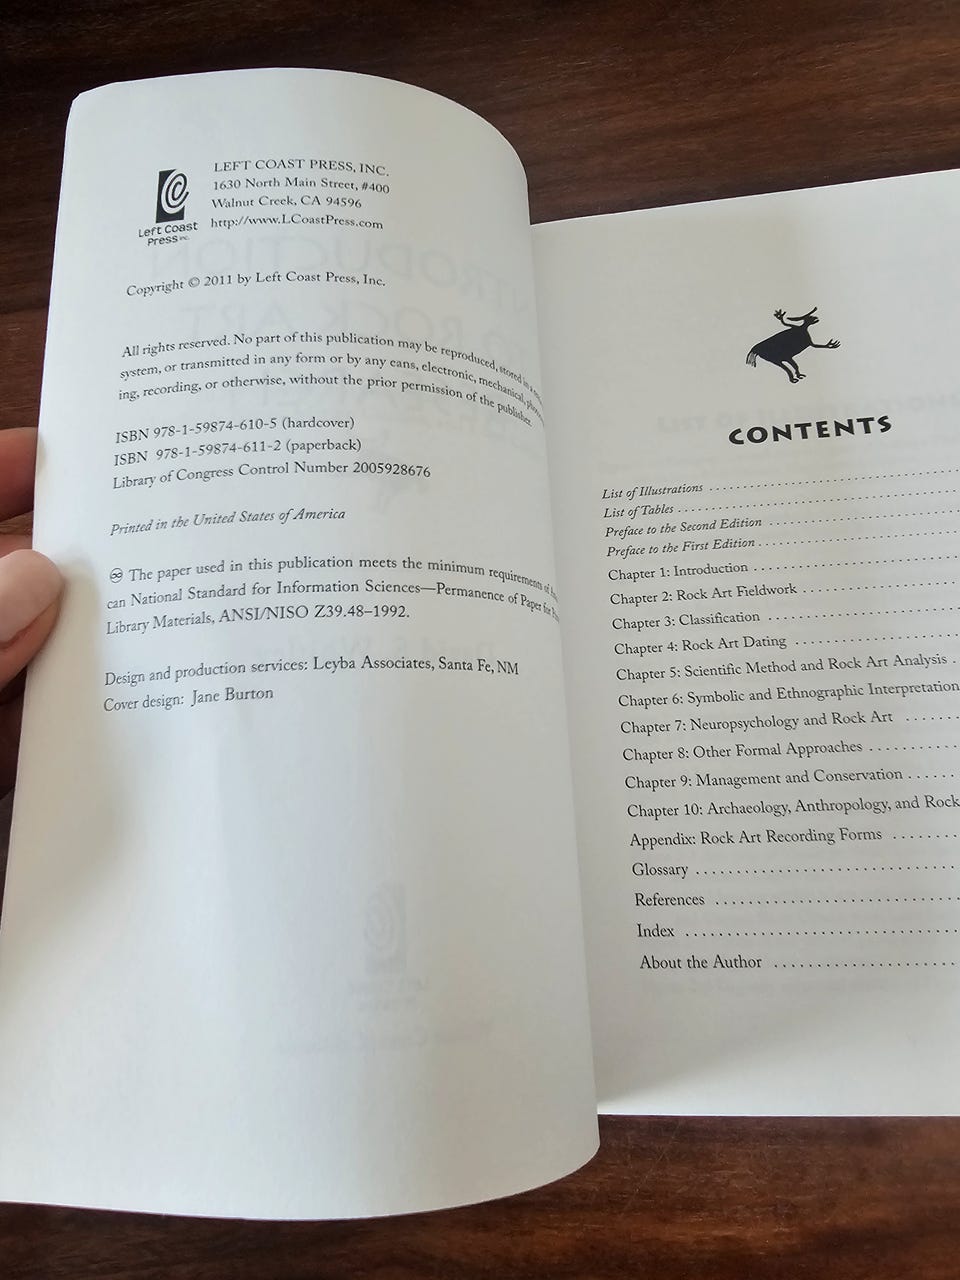 LEFT COAST PRESS, INC.
1630 North Main Street, #400
Walnut Creek, CA 94596
http://www.LCoastPress.com
Left Coast
Press Inc.
Copyright © 2011 by Left Coast Press, Inc.
All rights reserved. No part of this publication may be reproduced, stored in a
system, or transmitted in any form or by any eans, electronic, mechanical,
ing, recording, or otherwise, without the prior permission of the publisher.
ISBN 978-1-59874-610-5 (hardcover)
ISBN 978-1-59874-611-2 (paperback)
Library of Congress Control Number 2005928676
Printed in the United States of America
♾ The paper used in this publication meets the minimum requirements of
can National Standard for Information Sciences—Permanence of Paper for
Library Materials, ANSI/NISO Z39.48–1992.
Design and production services: Leyba Associates, Santa Fe, NM
Cover design: Jane Burton
CONTENTS
List of Illustrations
List of Tables
Preface to the Second Edition
Preface to the First Edition
Chapter 1: Introduction
Chapter 2: Rock Art Fieldwork
Chapter 3: Classification
Chapter 4: Rock Art Dating
Chapter 5: Scientific Method and Rock Art Analysis
Chapter 6: Symbolic and Ethnographic Interpretation
Chapter 7: Neuropsychology and Rock Art
Chapter 8: Other Formal Approaches
Chapter 9: Management and Conservation
Chapter 10: Archaeology, Anthropology, and Rock
Appendix: Rock Art Recording Forms
Glossary
References
Index
About the Author